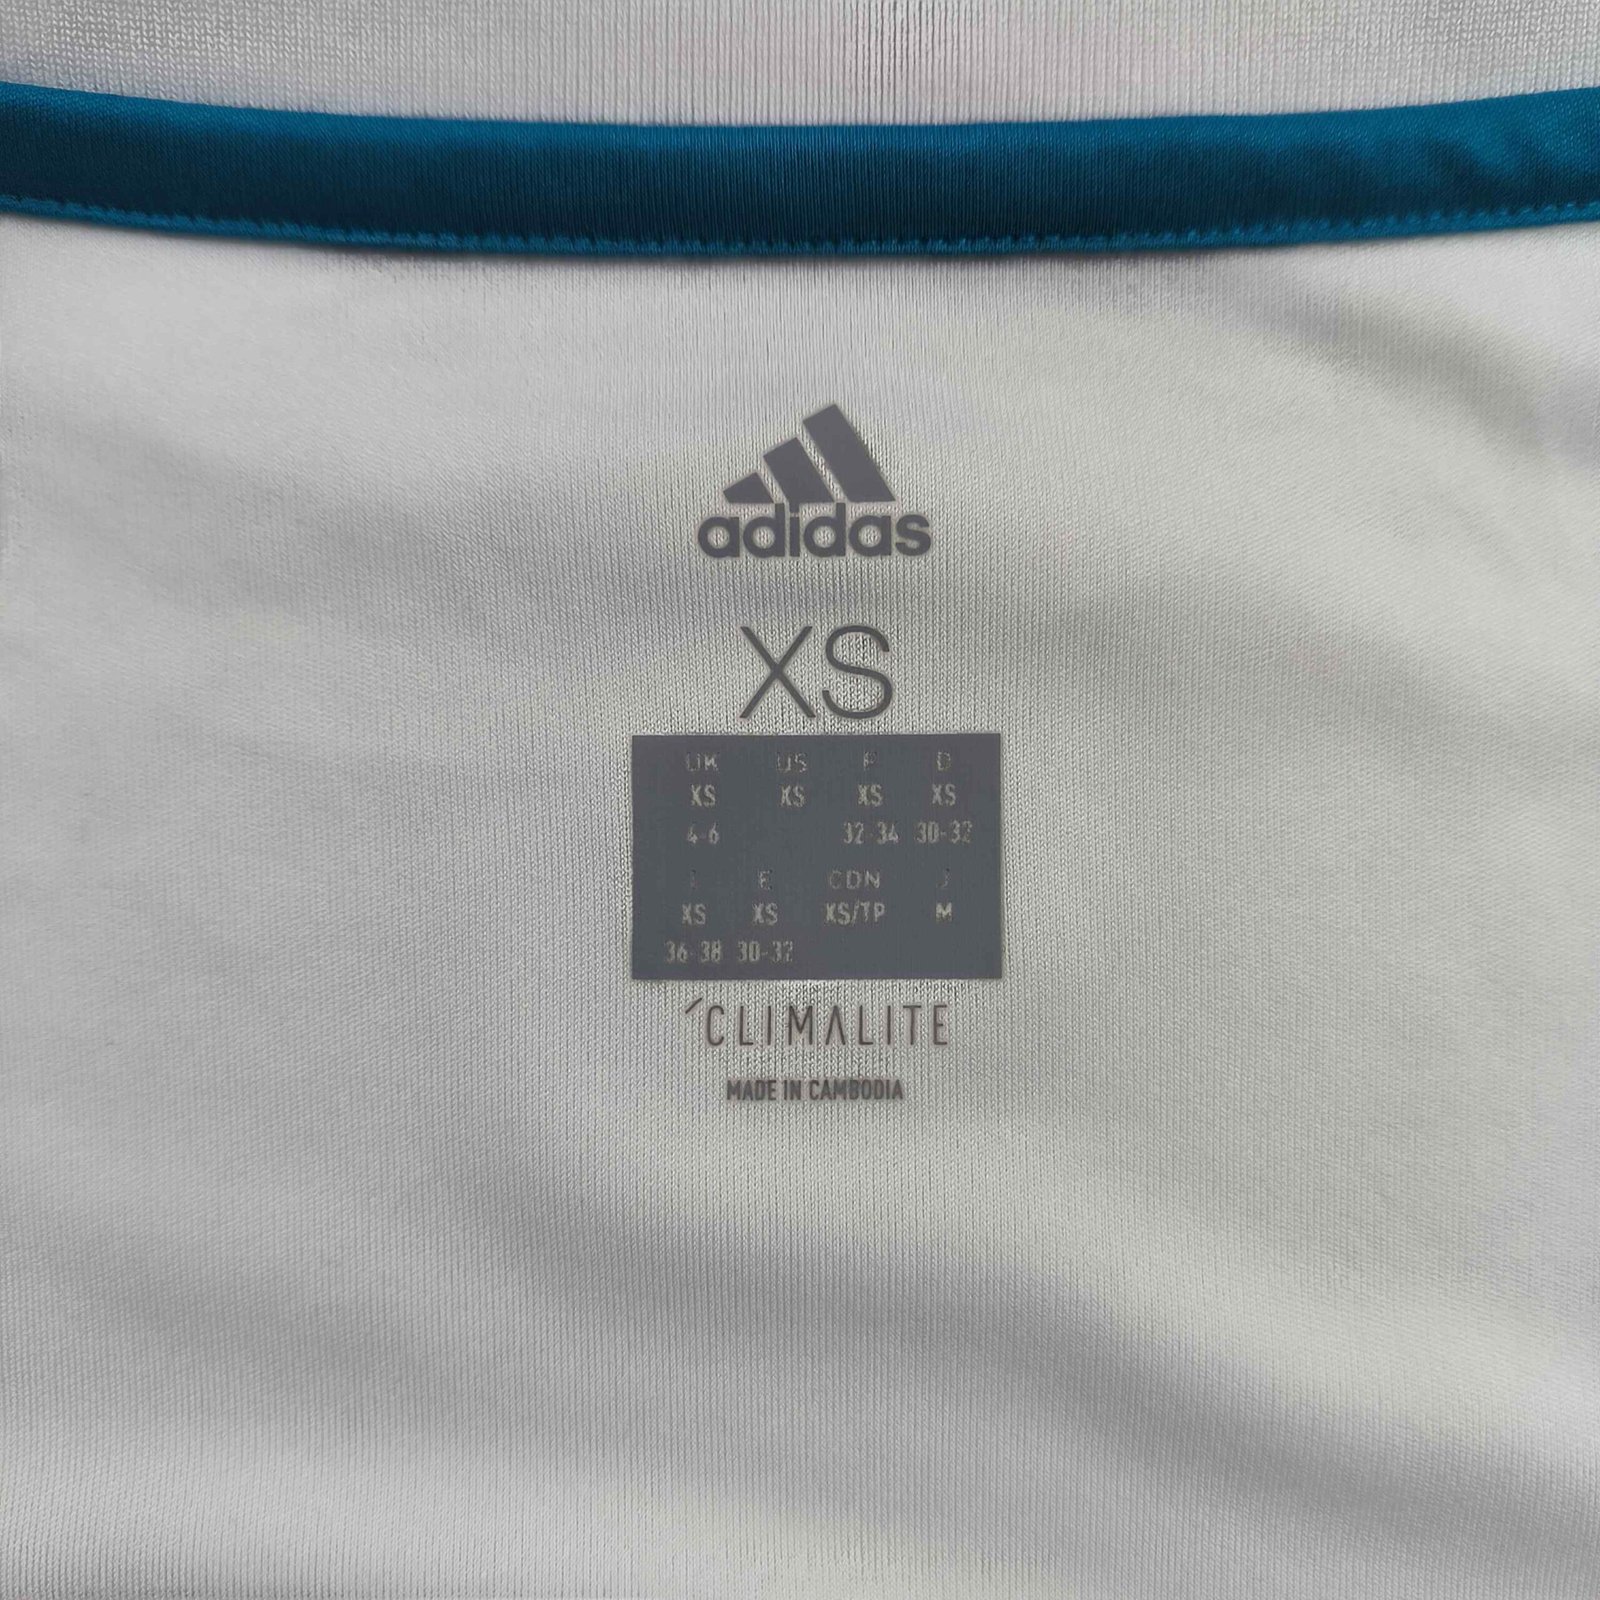 adidas
XS
UK US F D
XS XS XS XS
4-6 32-34 30-32
I E CDN J
XS XS XS/TP M
36-38 30-32
CLIMALITE
MADE IN CAMBODIA